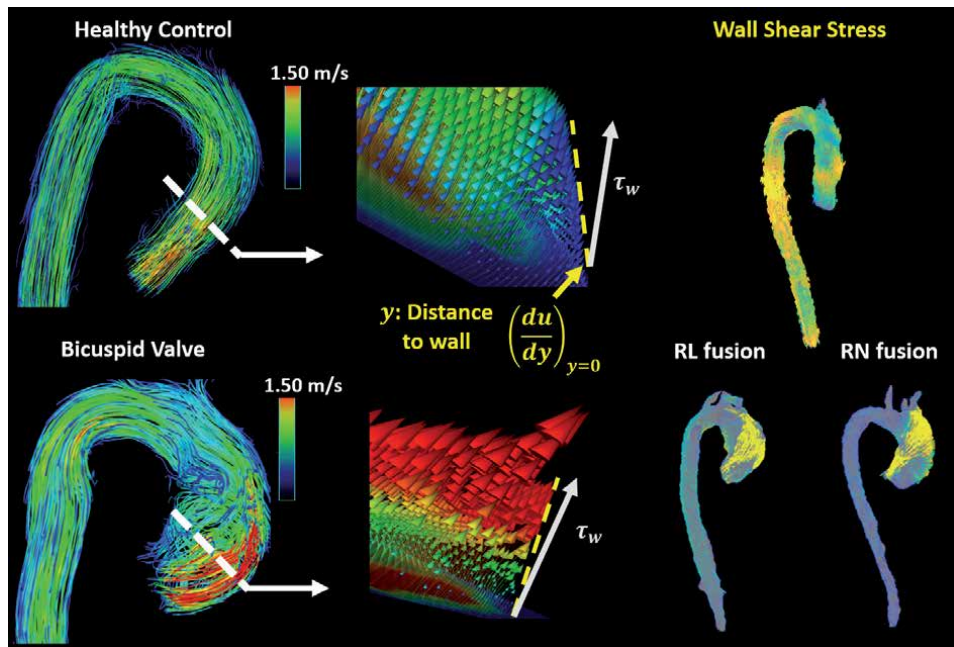 Healthy Control
Wall Shear Stress
1.50 m/s
τw
y: Distance
to wall
(du/dy)y=0
Bicuspid Valve
RL fusion
RN fusion
1.50 m/s
τw